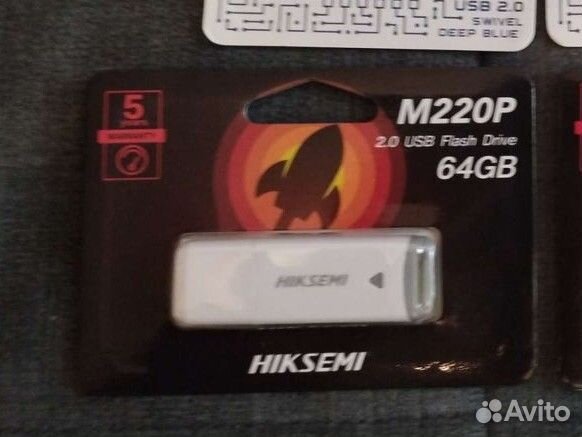 USB 2.0
SWIVEL
DEEP BLUE
5
WARRANTY
M220P
2.0 USB Flash Drive
64GB
HIKSEMI
HIKSEMI
Avito